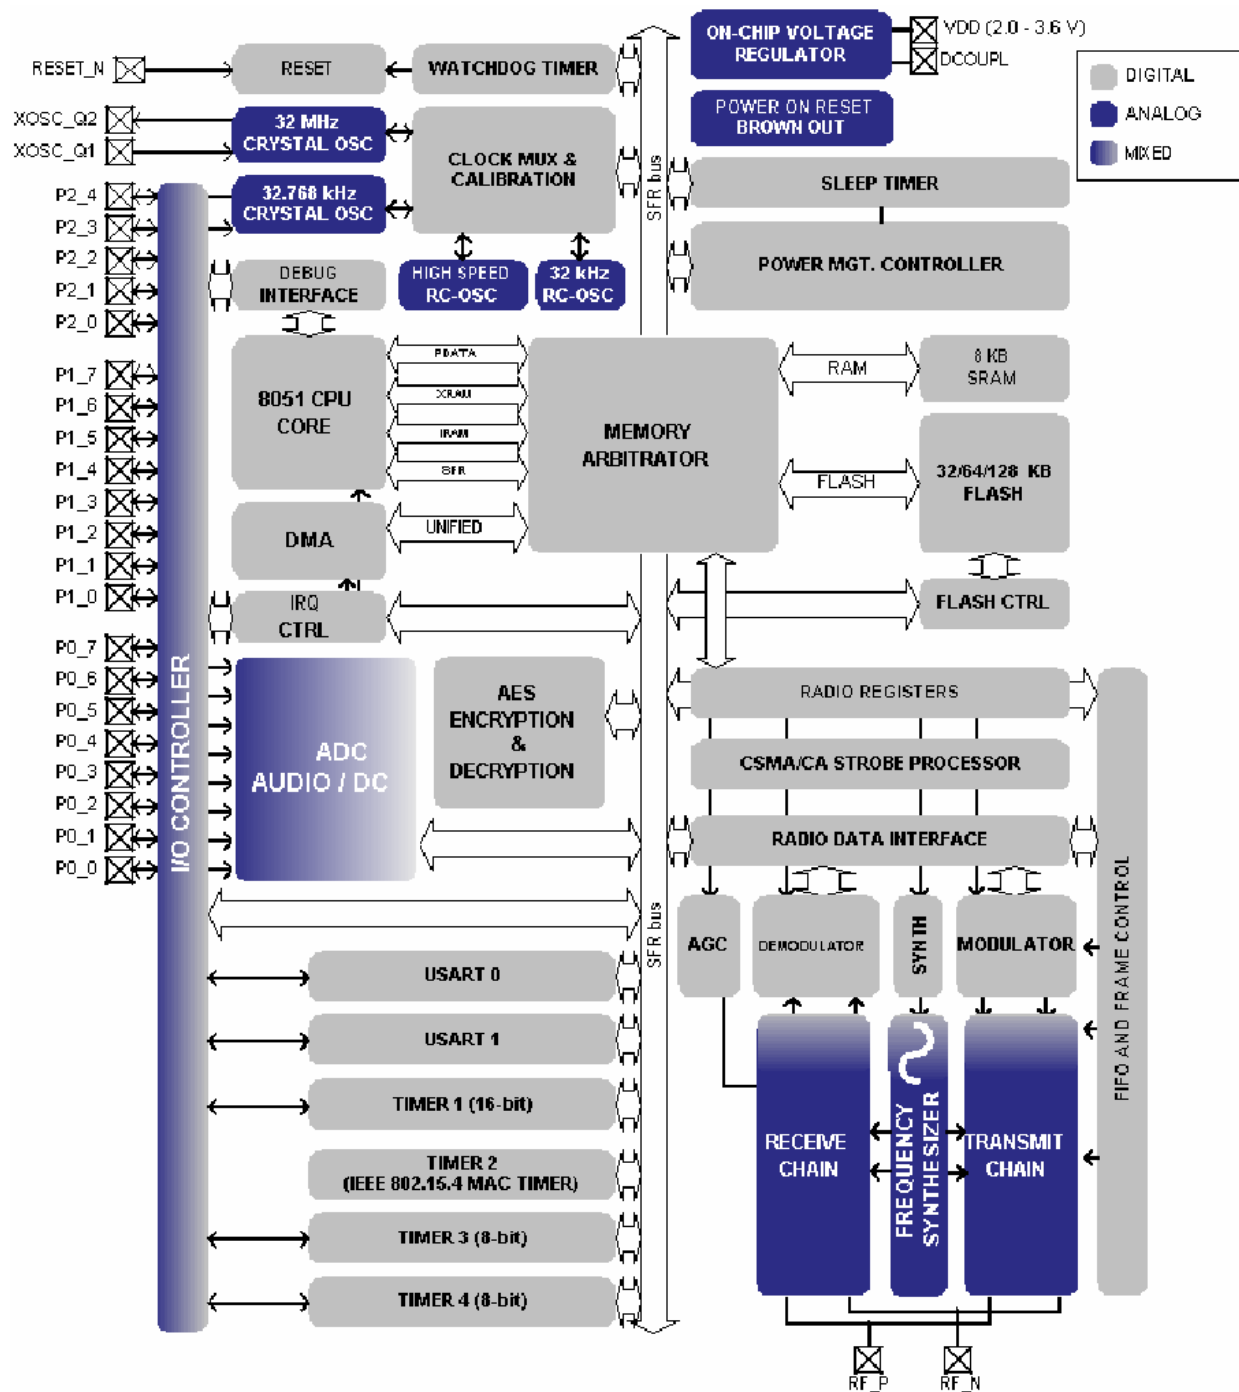 RESET_N
XOSC_Q2
XOSC_Q1
P2_4
P2_3
P2_2
P2_1
P2_0
P1_7
P1_6
P1_5
P1_4
P1_3
P1_2
P1_1
P1_0
P0_7
P0_6
P0_5
P0_4
P0_3
P0_2
P0_1
P0_0
I/O CONTROLLER
RESET
WATCHDOG TIMER
32 MHz
CRYSTAL OSC
32.768 kHz
CRYSTAL OSC
CLOCK MUX &
CALIBRATION
DEBUG
INTERFACE
HIGH SPEED
RC-OSC
32 kHz
RC-OSC
SFR bus
ON-CHIP VOLTAGE
REGULATOR
VDD (2.0 - 3.6 V)
DCOUPL
POWER ON RESET
BROWN OUT
DIGITAL
ANALOG
MIXED
SLEEP TIMER
POWER MGT. CONTROLLER
8051 CPU
CORE
PDATA
XRAM
IRAM
SFR
DMA
UNIFIED
MEMORY
ARBITRATOR
RAM
8 KB
SRAM
FLASH
32/64/128 KB
FLASH
IRQ
CTRL
FLASH CTRL
ADC
AUDIO / DC
AES
ENCRYPTION
&
DECRYPTION
RADIO REGISTERS
CSMA/CA STROBE PROCESSOR
RADIO DATA INTERFACE
FIFO AND FRAME CONTROL
SFR bus
AGC
DEMODULATOR
SYNTH
MODULATOR
USART 0
USART 1
TIMER 1 (16-bit)
TIMER 2
(IEEE 802.15.4 MAC TIMER)
TIMER 3 (8-bit)
TIMER 4 (8-bit)
RECEIVE
CHAIN
FREQUENCY
SYNTHESIZER
TRANSMIT
CHAIN
RF_P
RF_N